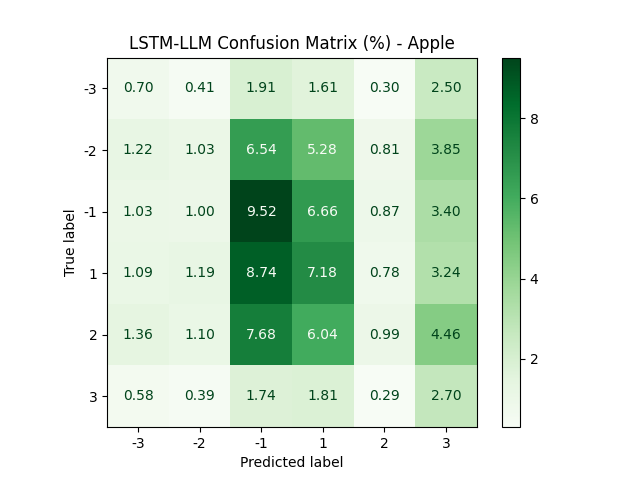 LSTM-LLM Confusion Matrix (%) - Apple
-3 0.70 0.41 1.91 1.61 0.30 2.50
-2 1.22 1.03 6.54 5.28 0.81 3.85
-1 1.03 1.00 9.52 6.66 0.87 3.40
1 1.09 1.19 8.74 7.18 0.78 3.24
2 1.36 1.10 7.68 6.04 0.99 4.46
3 0.58 0.39 1.74 1.81 0.29 2.70
-3 -2 -1 1 2 3
Predicted label
True label
8
6
4
2